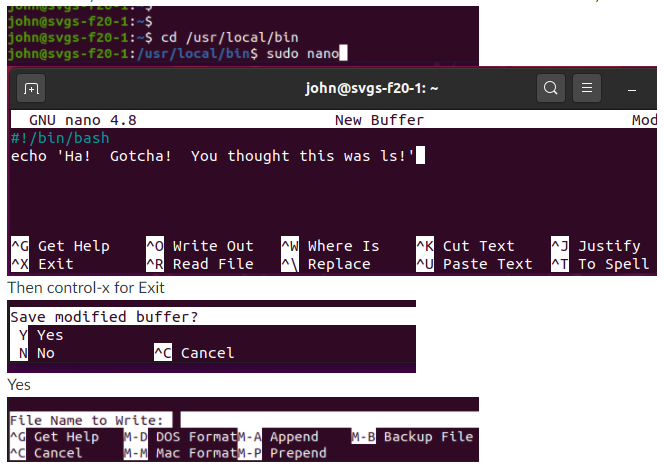 john@svgs-f20-1:~$
john@svgs-f20-1:~$
john@svgs-f20-1:~$ cd /usr/local/bin
john@svgs-f20-1:/usr/local/bin$ sudo nano
john@svgs-f20-1: ~
GNU nano 4.8 New Buffer Mod
#!/bin/bash
echo 'Ha!  Gotcha!  You thought this was ls!'
^G Get Help ^O Write Out ^W Where Is ^K Cut Text ^J Justify
^X Exit ^R Read File ^\ Replace ^U Paste Text ^T To Spell
Then control-x for Exit
Save modified buffer?
Y Yes
N No ^C Cancel
Yes
File Name to Write:
^G Get Help M-D DOS Format M-A Append M-B Backup File
^C Cancel M-M Mac Format M-P Prepend